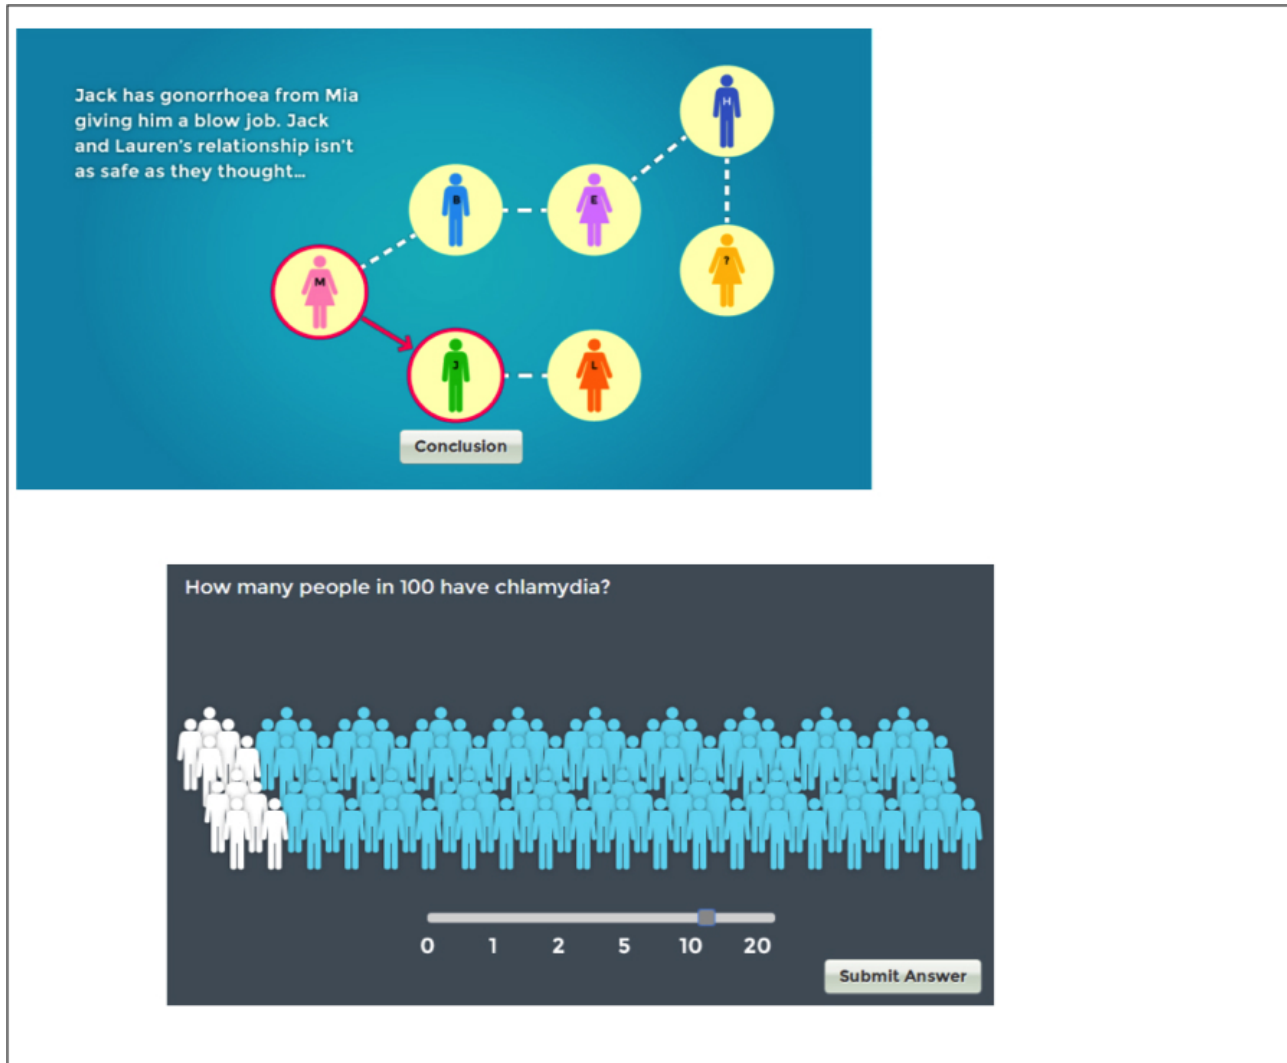 Jack has gonorrhoea from Mia
giving him a blow job. Jack
and Lauren's relationship isn't
as safe as they thought...
H
B
E
?
M
J
L
Conclusion
How many people in 100 have chlamydia?
0 1 2 5 10 20
Submit Answer